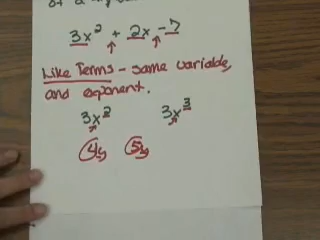 3x² + 2x - 7
Like Terms - same variable,
and exponent.
3x² 3x³
4y 5y